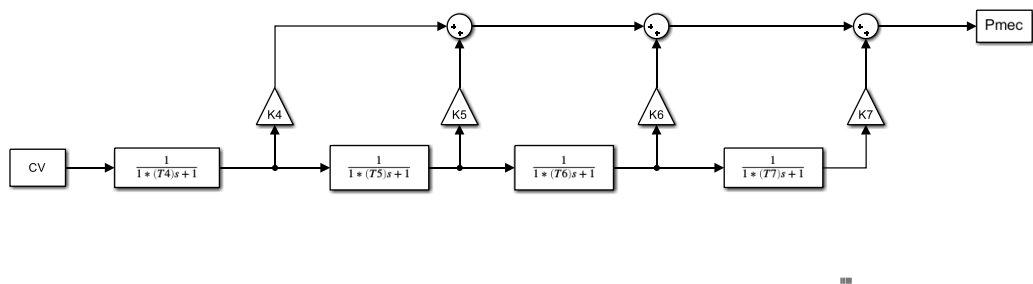 Pmec
+
+
+
+
+
+
K4
K5
K6
K7
CV
1
1∗(T4)s+1
1
1∗(T5)s+1
1
1∗(T6)s+1
1
1∗(T7)s+1